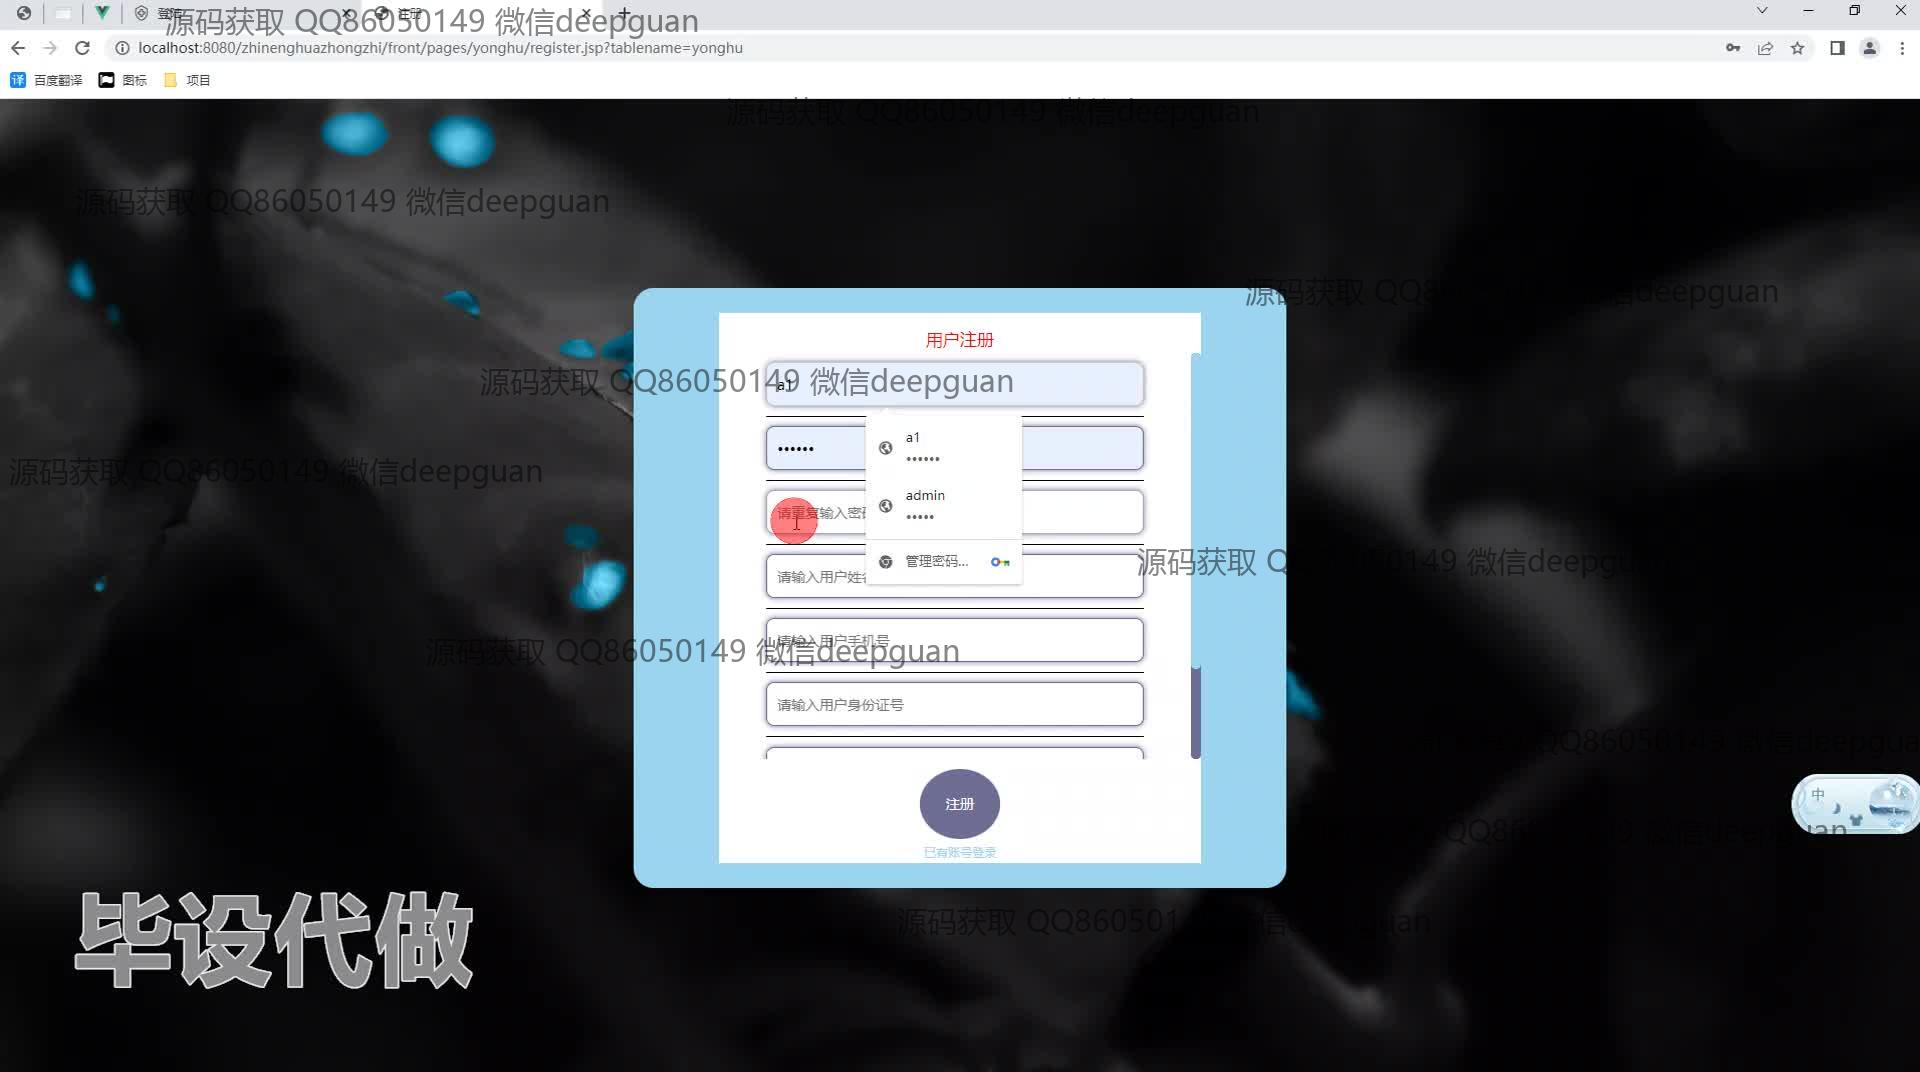 登陆
注册
源码获取 QQ86050149 微信deepguan
localhost:8080/zhinenghuazhongzhi/front/pages/yonghu/register.jsp?tablename=yonghu
百度翻译
图标
项目
源码获取 QQ86050149 微信deepguan
源码获取 QQ86050149 微信deepguan
源码获取 QQ86050149 微信deepguan
用户注册
a1
源码获取 QQ86050149 微信deepguan
a1
••••••
••••••
源码获取 QQ86050149 微信deepguan
admin
•••••
请重复输入密码
管理密码...
源码获取 QQ86050149 微信deepguan
请输入用户姓名
请输入用户手机号
源码获取 QQ86050149 微信deepguan
请输入用户身份证号
QQ86050149 微信deepguan
中
注册
已有账号登录
源码获取 QQ86050149 微信deepguan
毕设代做